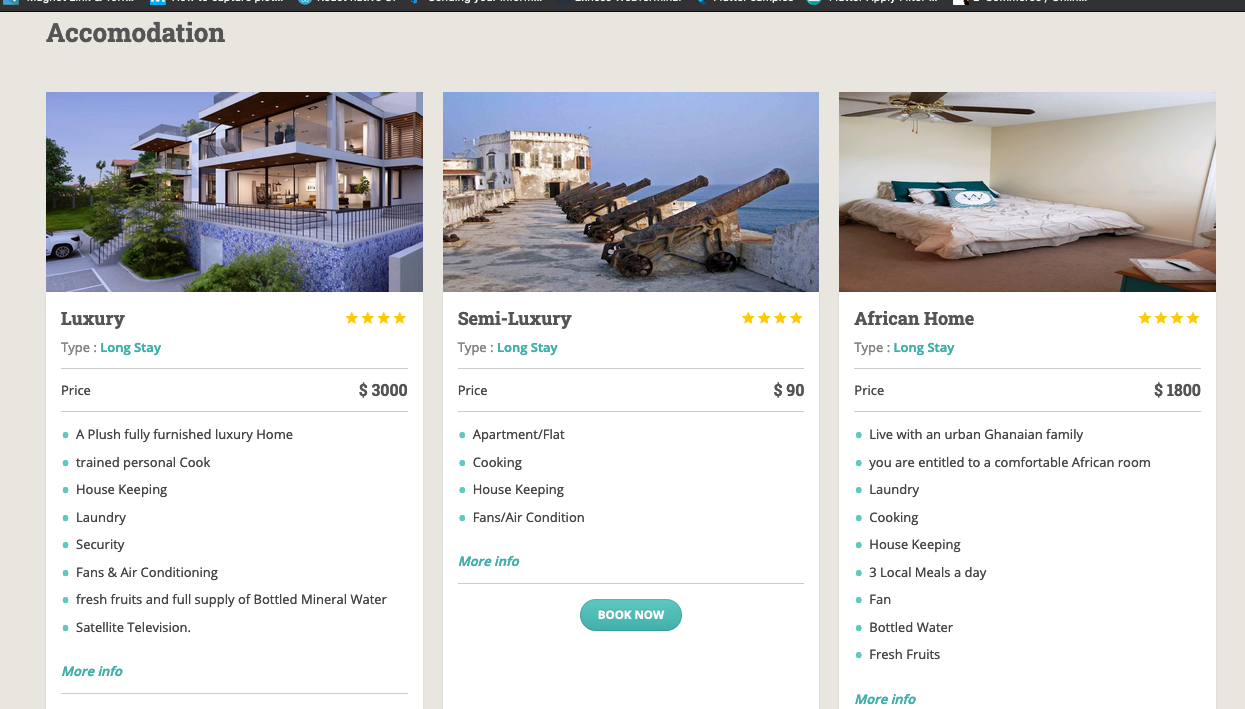 Accomodation
Luxury
Type : Long Stay
Price $ 3000
A Plush fully furnished luxury Home
trained personal Cook
House Keeping
Laundry
Security
Fans & Air Conditioning
fresh fruits and full supply of Bottled Mineral Water
Satellite Television.
More info
Semi-Luxury
Type : Long Stay
Price $ 90
Apartment/Flat
Cooking
House Keeping
Fans/Air Condition
More info
BOOK NOW
W
African Home
Type : Long Stay
Price $ 1800
Live with an urban Ghanaian family
you are entitled to a comfortable African room
Laundry
Cooking
House Keeping
3 Local Meals a day
Fan
Bottled Water
Fresh Fruits
More info